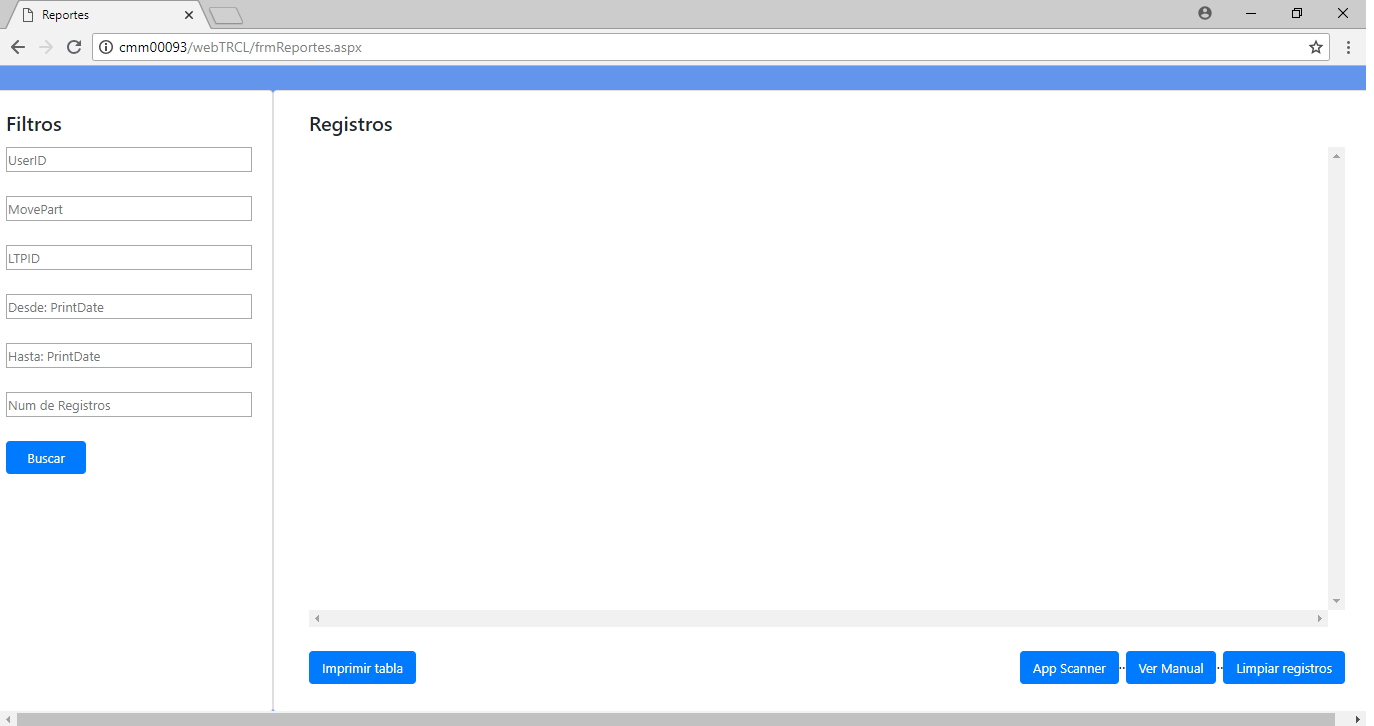 Reportes
cmm00093/webTRCL/frmReportes.aspx
Filtros
UserID
MovePart
LTPID
Desde: PrintDate
Hasta: PrintDate
Num de Registros
Buscar
Registros
Imprimir tabla
App Scanner .. Ver Manual .. Limpiar registros